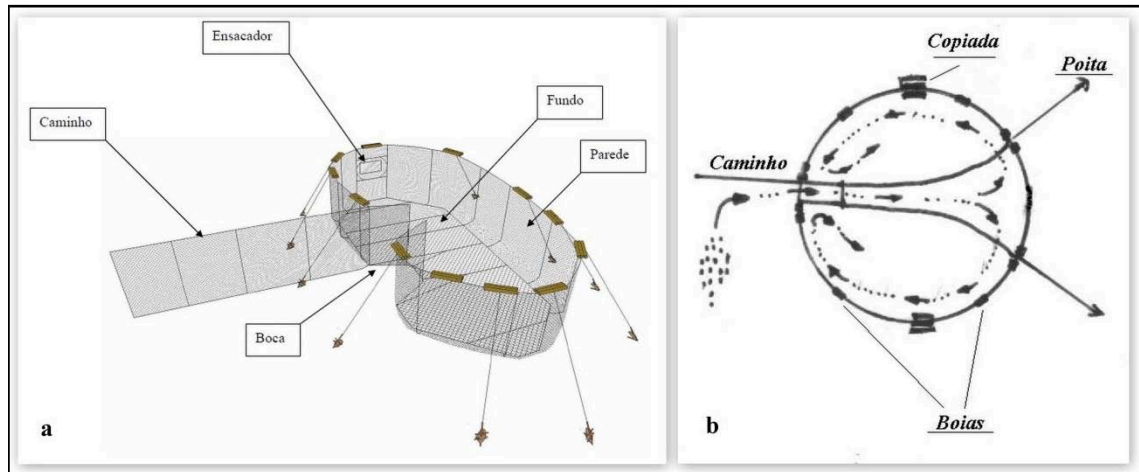 Ensacador
Fundo
Caminho
Parede
Boca
a
Copiada
Poita
Caminho
Boias
b